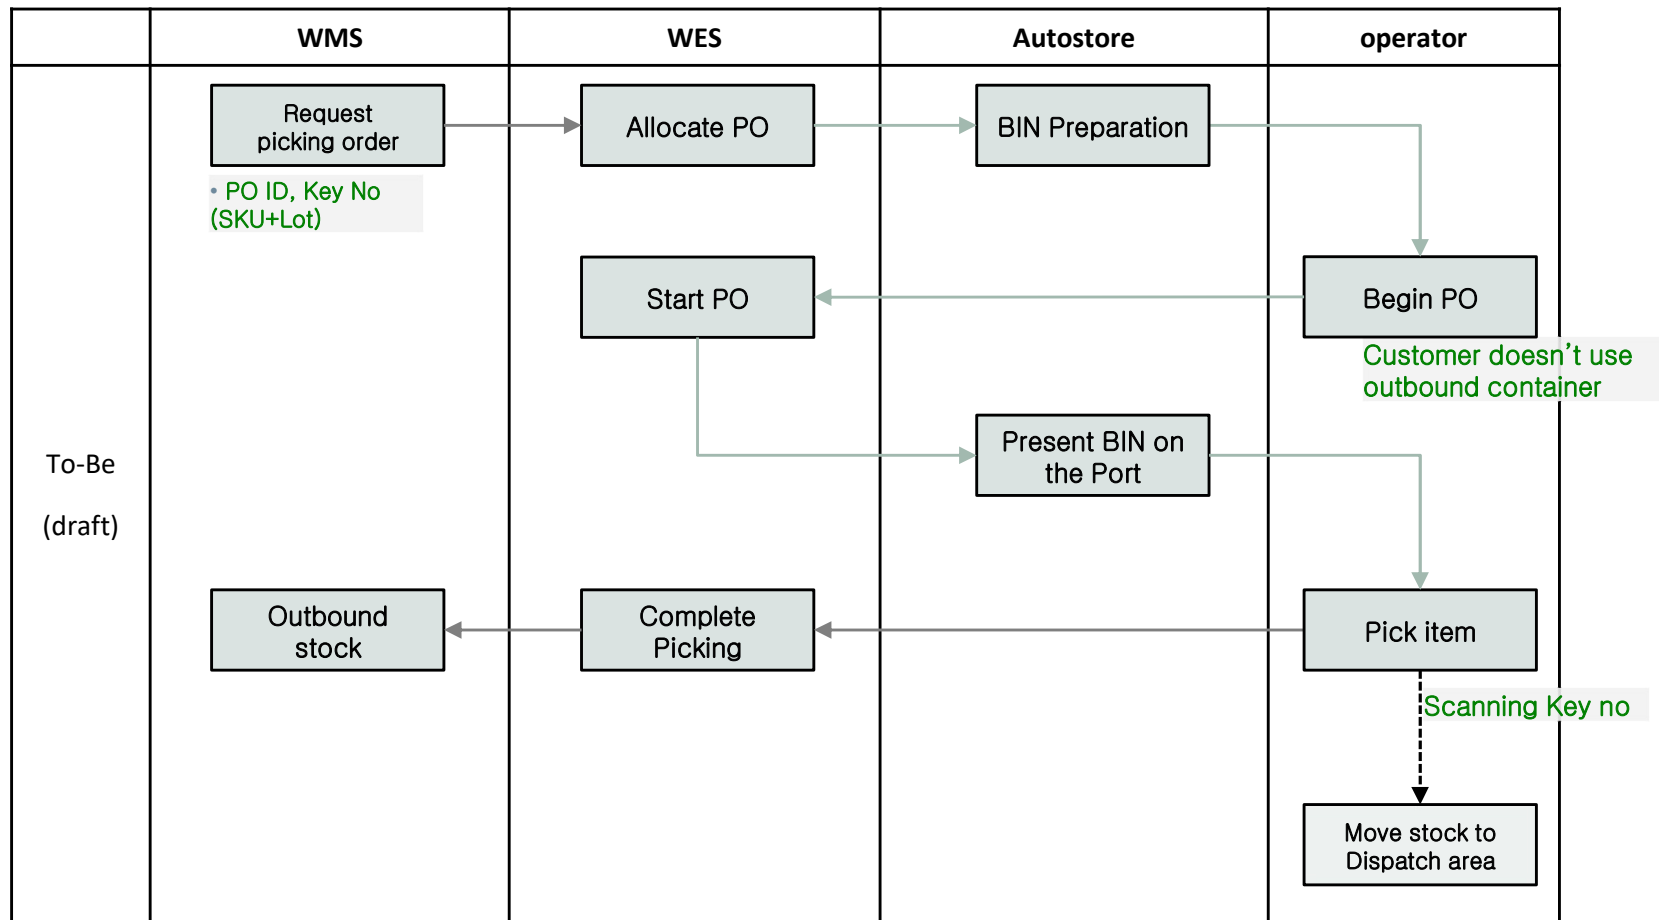 WMS
WES
Autostore
operator
Request
picking order
Allocate PO
BIN Preparation
• PO ID, Key No
(SKU+Lot)
Start PO
Begin PO
Customer doesn’t use
outbound container
To-Be
(draft)
Present BIN on
the Port
Outbound
stock
Complete
Picking
Pick item
Scanning Key no
Move stock to
Dispatch area